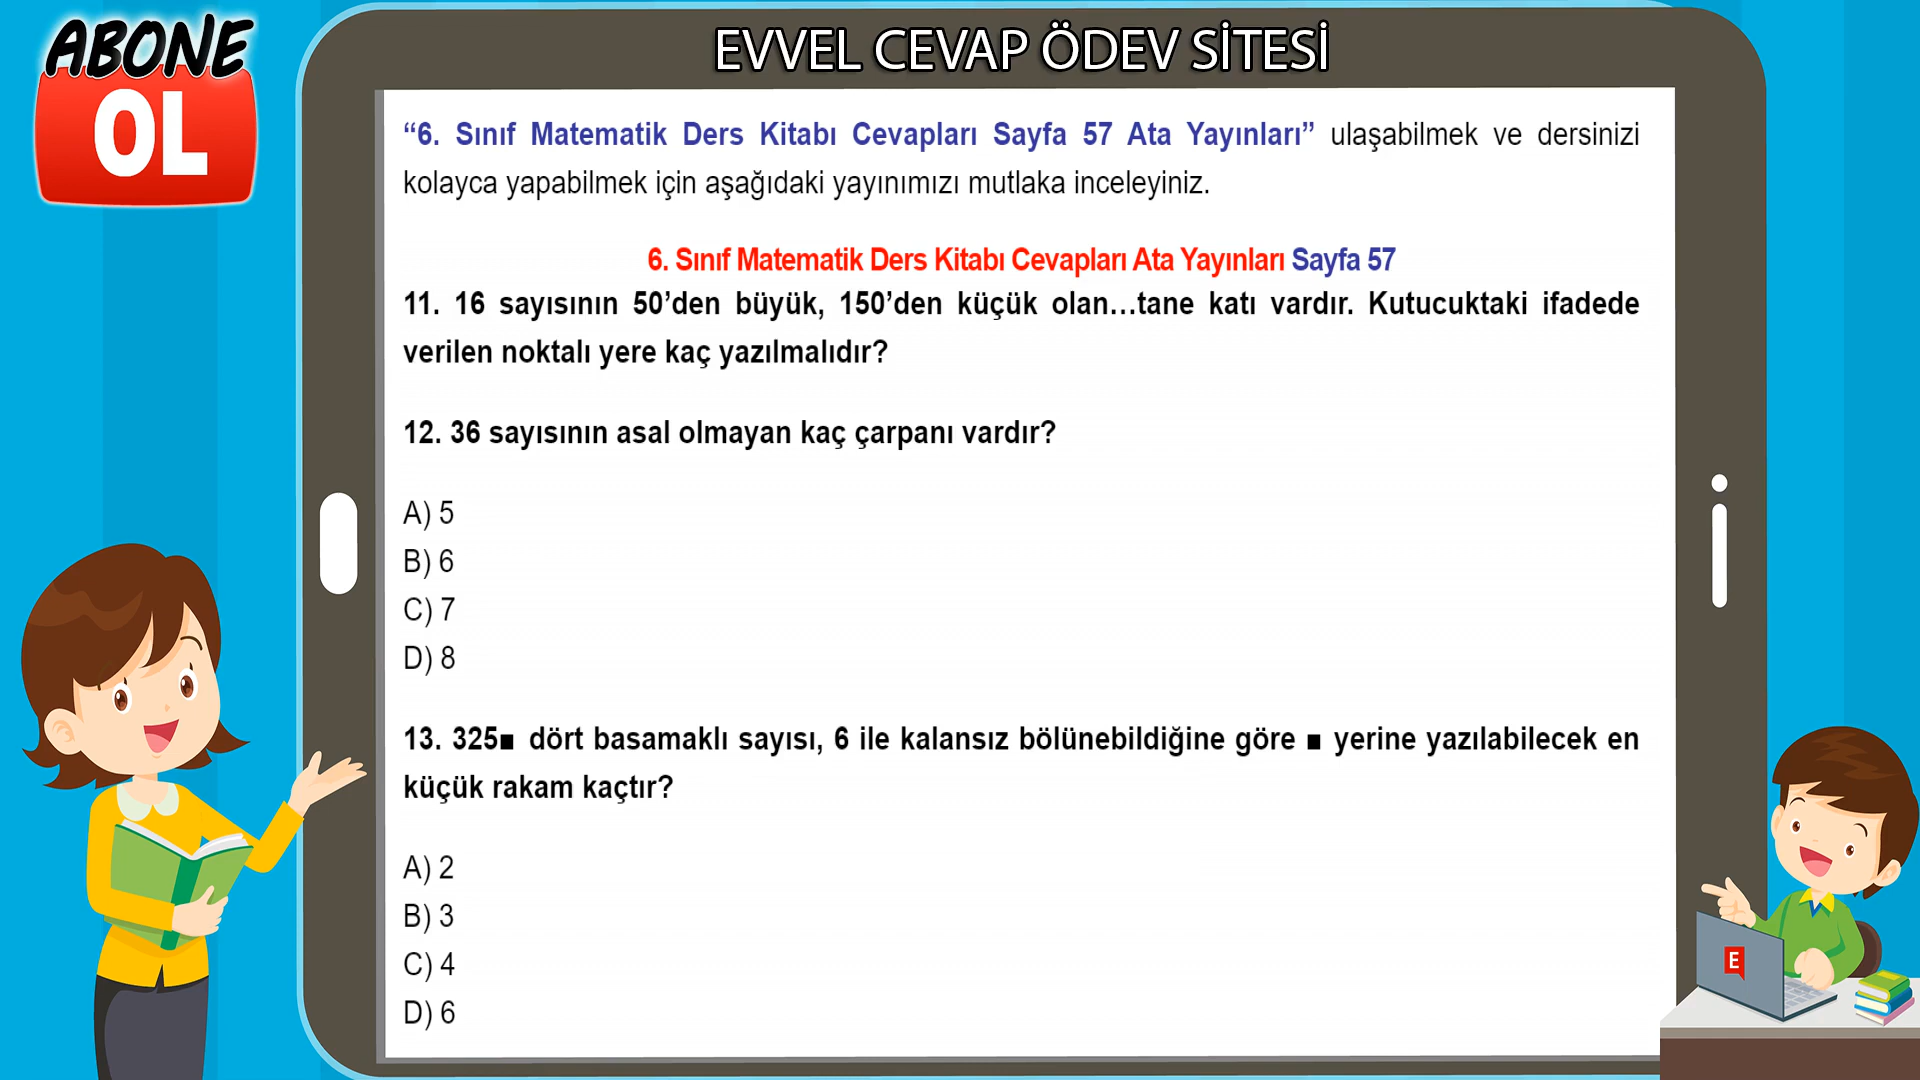 ABONE
OL
EVVEL CEVAP ÖDEV SİTESİ
“6. Sınıf Matematik Ders Kitabı Cevapları Sayfa 57 Ata Yayınları” ulaşabilmek ve dersinizi
kolayca yapabilmek için aşağıdaki yayınımızı mutlaka inceleyiniz.
6. Sınıf Matematik Ders Kitabı Cevapları Ata Yayınları Sayfa 57
11. 16 sayısının 50’den büyük, 150’den küçük olan…tane katı vardır. Kutucuktaki ifadede
verilen noktalı yere kaç yazılmalıdır?
12. 36 sayısının asal olmayan kaç çarpanı vardır?
A) 5
B) 6
C) 7
D) 8
13. 325■ dört basamaklı sayısı, 6 ile kalansız bölünebildiğine göre ■ yerine yazılabilecek en
küçük rakam kaçtır?
A) 2
B) 3
C) 4
D) 6
E